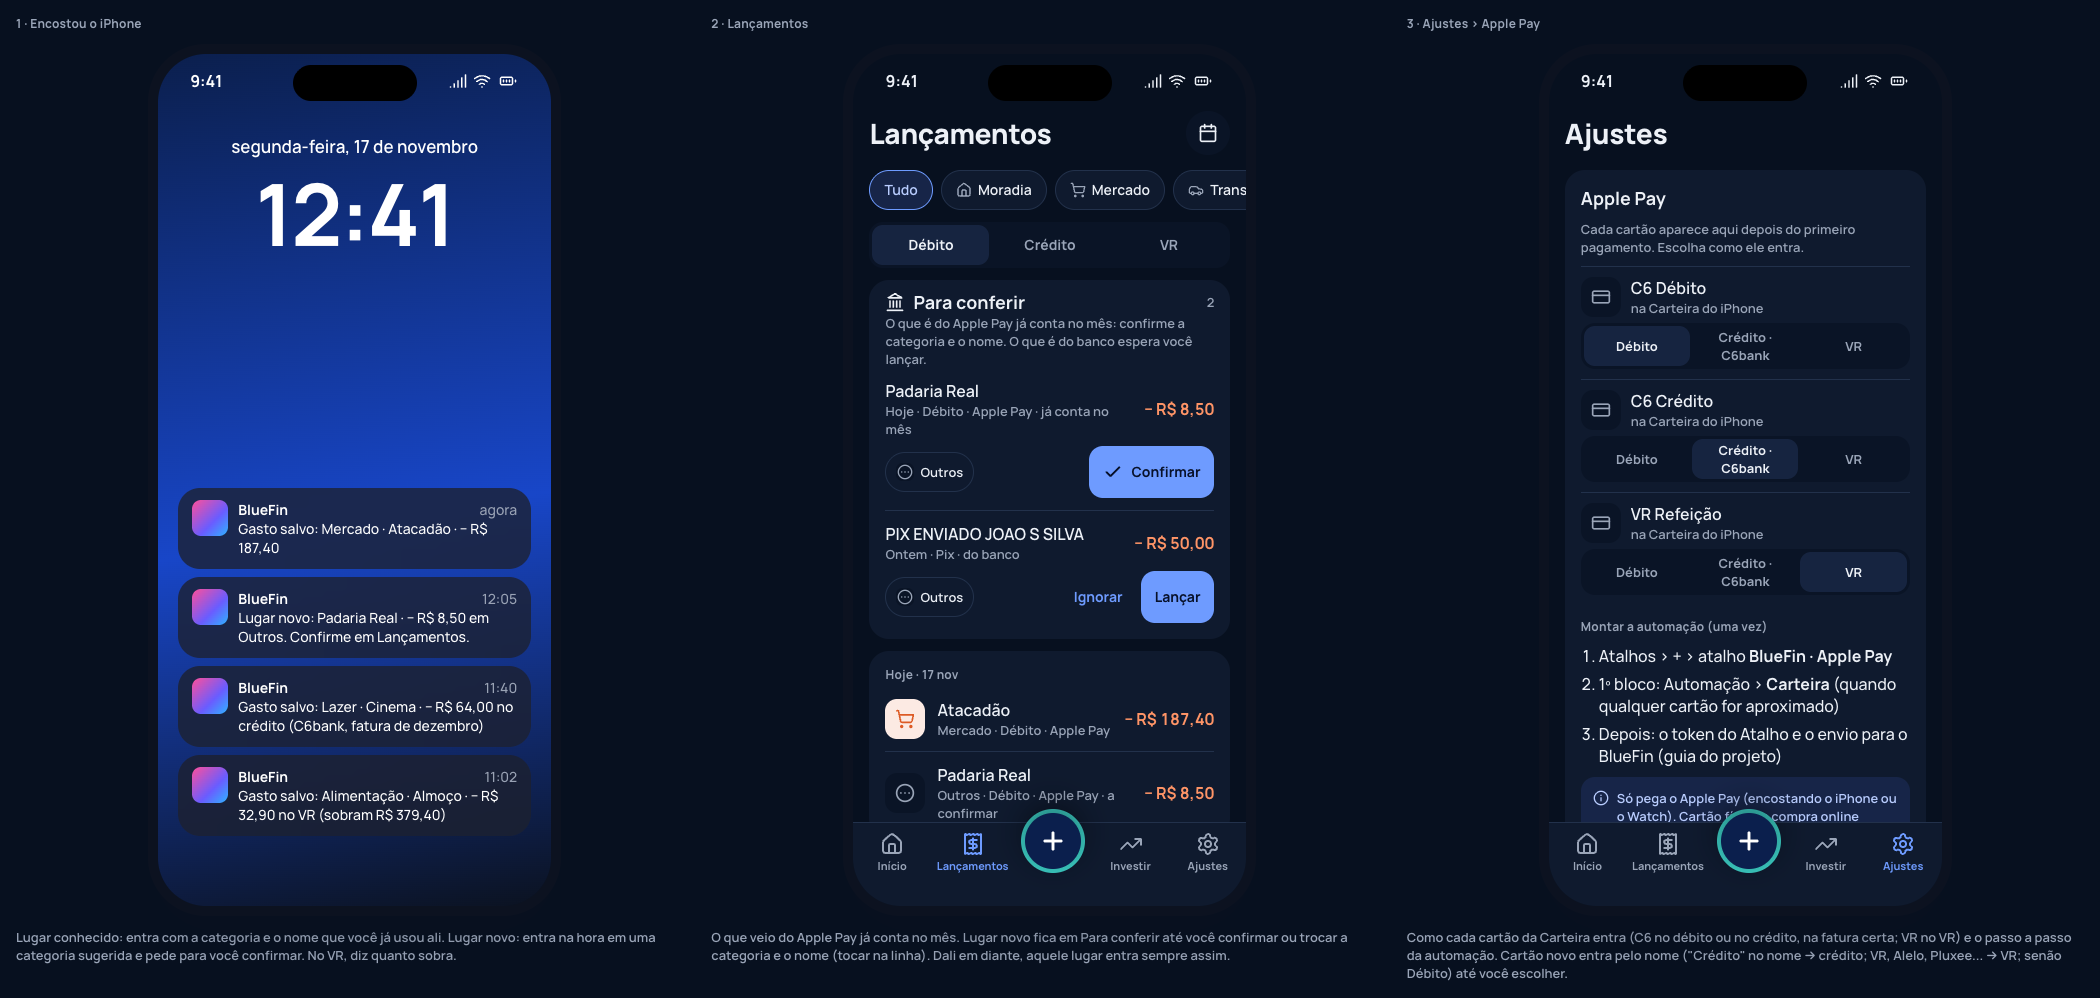 1 · Encostou o iPhone
9:41
segunda-feira, 17 de novembro
12:41
BlueFin
agora
Gasto salvo: Mercado · Atacadão · − R$
187,40
BlueFin
12:05
Lugar novo: Padaria Real · − R$ 8,50 em
Outros. Confirme em Lançamentos.
BlueFin
11:40
Gasto salvo: Lazer · Cinema · − R$ 64,00 no
crédito (C6bank, fatura de dezembro)
BlueFin
11:02
Gasto salvo: Alimentação · Almoço · − R$
32,90 no VR (sobram R$ 379,40)
Lugar conhecido: entra com a categoria e o nome que você já usou ali. Lugar novo: entra na hora em uma
categoria sugerida e pede para você confirmar. No VR, diz quanto sobra.
2 · Lançamentos
9:41
Lançamentos
Tudo
Moradia
Mercado
Trans
Débito
Crédito
VR
Para conferir
2
O que é do Apple Pay já conta no mês: confirme a
categoria e o nome. O que é do banco espera você
lançar.
Padaria Real
Hoje · Débito · Apple Pay · já conta no
mês
− R$ 8,50
Outros
Confirmar
PIX ENVIADO JOAO S SILVA
Ontem · Pix · do banco
− R$ 50,00
Outros
Ignorar
Lançar
Hoje · 17 nov
Atacadão
Mercado · Débito · Apple Pay
− R$ 187,40
Padaria Real
Outros · Débito · Apple Pay · a
confirmar
− R$ 8,50
Início
Lançamentos
Investir
Ajustes
O que veio do Apple Pay já conta no mês. Lugar novo fica em Para conferir até você confirmar ou trocar a
categoria e o nome (tocar na linha). Dali em diante, aquele lugar entra sempre assim.
3 · Ajustes › Apple Pay
9:41
Ajustes
Apple Pay
Cada cartão aparece aqui depois do primeiro
pagamento. Escolha como ele entra.
C6 Débito
na Carteira do iPhone
Débito
Crédito ·
C6bank
VR
C6 Crédito
na Carteira do iPhone
Débito
Crédito ·
C6bank
VR
VR Refeição
na Carteira do iPhone
Débito
Crédito ·
C6bank
VR
Montar a automação (uma vez)
1. Atalhos › + › atalho BlueFin · Apple Pay
2. 1º bloco: Automação › Carteira (quando
qualquer cartão for aproximado)
3. Depois: o token do Atalho e o envio para o
BlueFin (guia do projeto)
Só pega o Apple Pay (encostando o iPhone ou
o Watch). Cartão compra online
Início
Lançamentos
Investir
Ajustes
Como cada cartão da Carteira entra (C6 no débito ou no crédito, na fatura certa; VR no VR) e o passo a passo
da automação. Cartão novo entra pelo nome ("Crédito" no nome → crédito; VR, Alelo, Pluxee... → VR; senão
Débito) até você escolher.